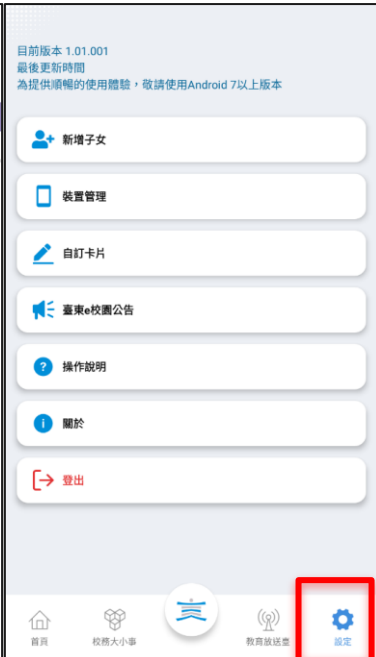 目前版本 1.01.001
最後更新時間
為提供順暢的使用體驗，敬請使用Android 7以上版本
新增子女
裝置管理
自訂卡片
臺東e校園公告
操作說明
關於
登出
首頁
校務大小事
教育放送臺
設定